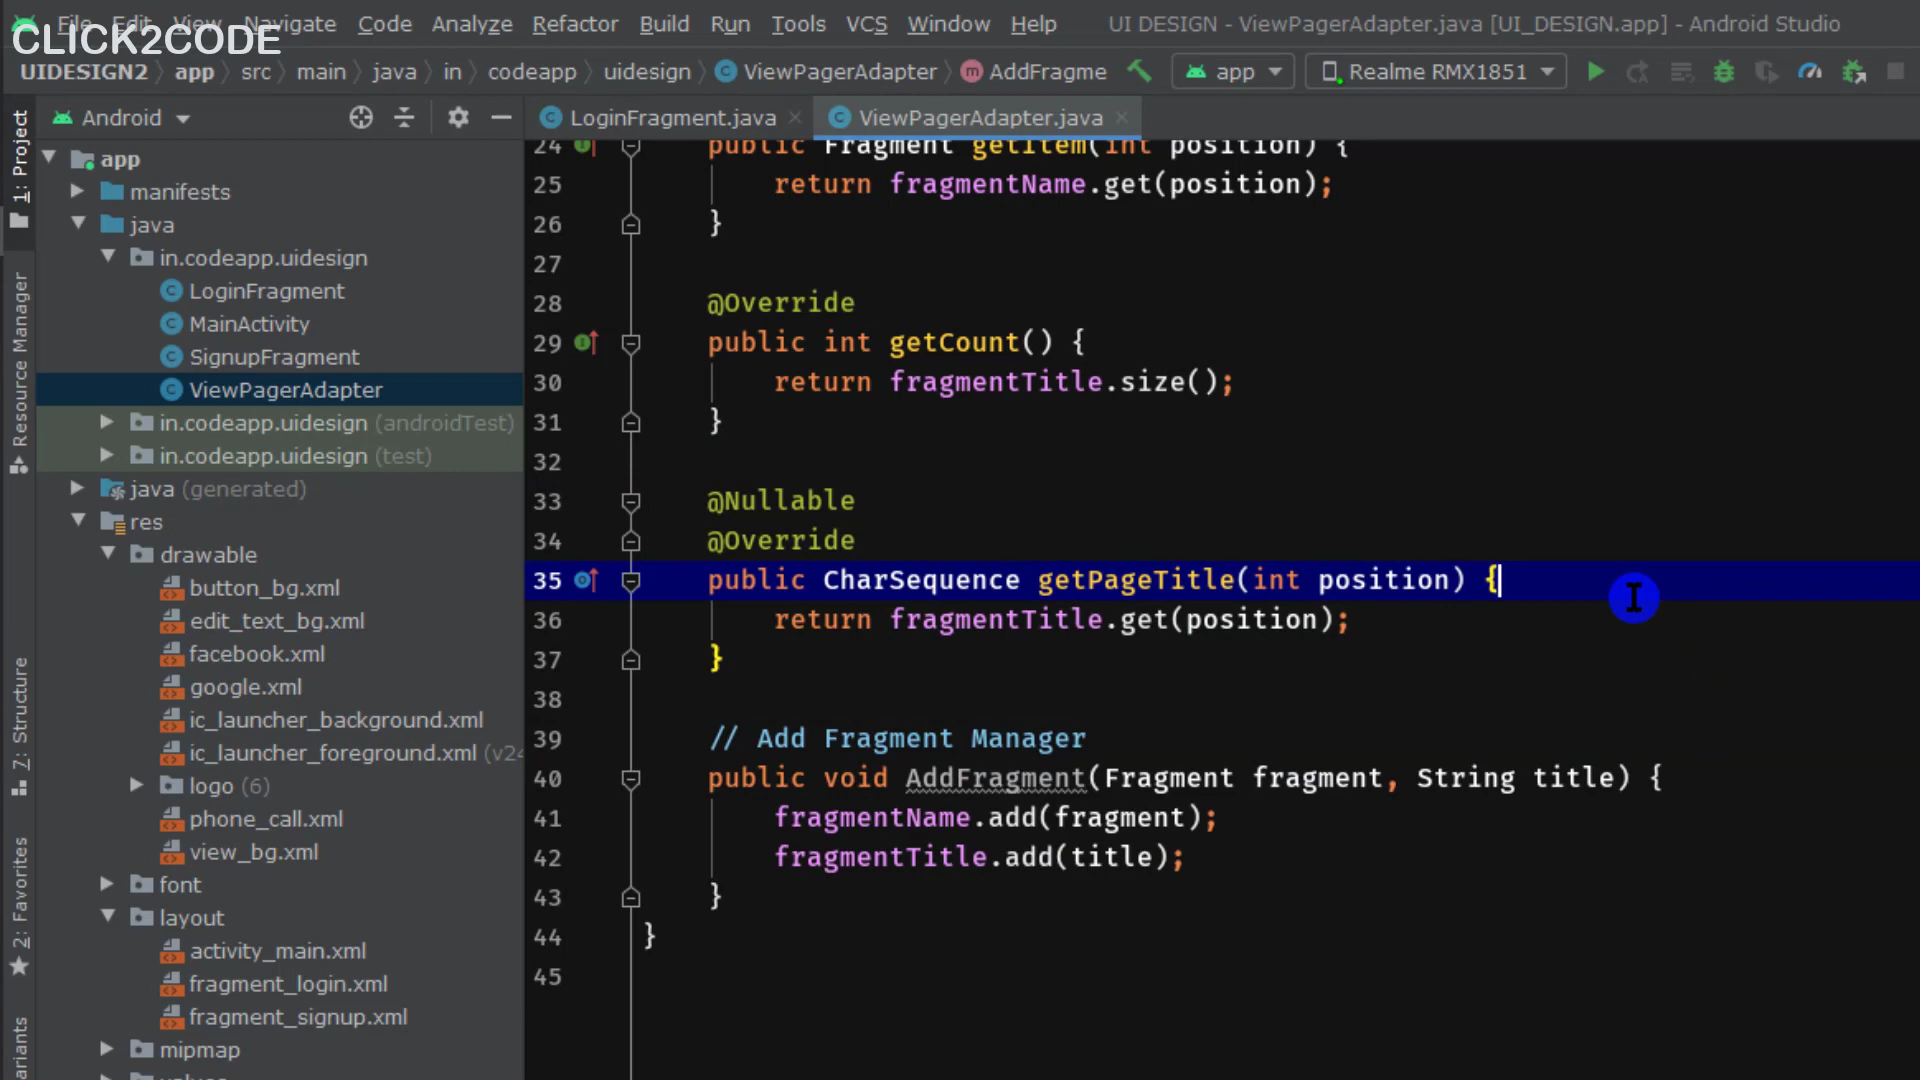 File Edit View Navigate Code Analyze Refactor Build Run Tools VCS Window Help UI DESIGN - ViewPagerAdapter.java [UI_DESIGN.app] - Android Studio
CLICK2CODE
UIDESIGN2 app src main java in codeapp uidesign ViewPagerAdapter AddFragme app Realme RMX1851
Android
LoginFragment.java
ViewPagerAdapter.java
1: Project
Resource Manager
7: Structure
2: Favorites
ariants
app
manifests
java
in.codeapp.uidesign
LoginFragment
MainActivity
SignupFragment
ViewPagerAdapter
in.codeapp.uidesign (androidTest)
in.codeapp.uidesign (test)
java (generated)
res
drawable
button_bg.xml
edit_text_bg.xml
facebook.xml
google.xml
ic_launcher_background.xml
ic_launcher_foreground.xml (v24
logo (6)
phone_call.xml
view_bg.xml
font
layout
activity_main.xml
fragment_login.xml
fragment_signup.xml
mipmap
24 public Fragment getItem(int position) {
25 return fragmentName.get(position);
26 }
27
28 @Override
29 public int getCount() {
30 return fragmentTitle.size();
31 }
32
33 @Nullable
34 @Override
35 public CharSequence getPageTitle(int position) {
36 return fragmentTitle.get(position);
37 }
38
39 // Add Fragment Manager
40 public void AddFragment(Fragment fragment, String title) {
41 fragmentName.add(fragment);
42 fragmentTitle.add(title);
43 }
44 }
45